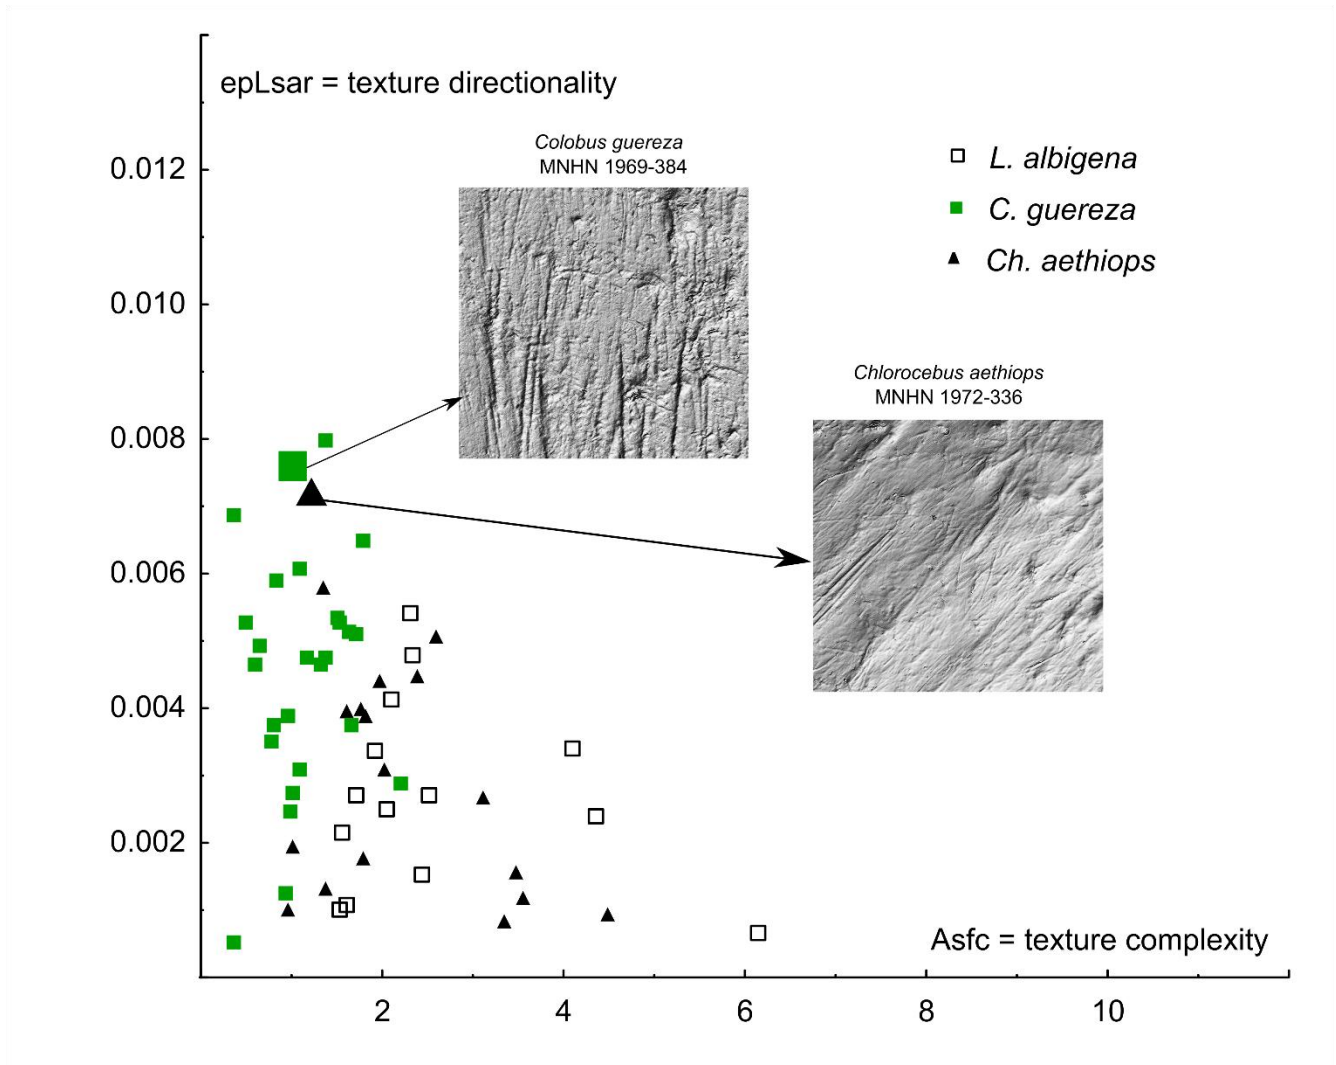 epLsar = texture directionality
Colobus guereza
MNHN 1969-384
L. albigena
C. guereza
Ch. aethiops
Chlorocebus aethiops
MNHN 1972-336
0.012
0.010
0.008
0.006
0.004
0.002
Asfc = texture complexity
2 4 6 8 10